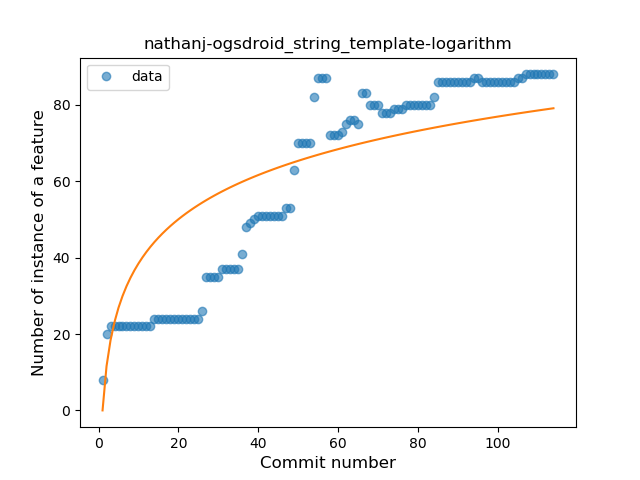 nathanj-ogsdroid_string_template-logarithm
data
Number of instance of a feature
80
60
40
20
0
0 20 40 60 80 100
Commit number